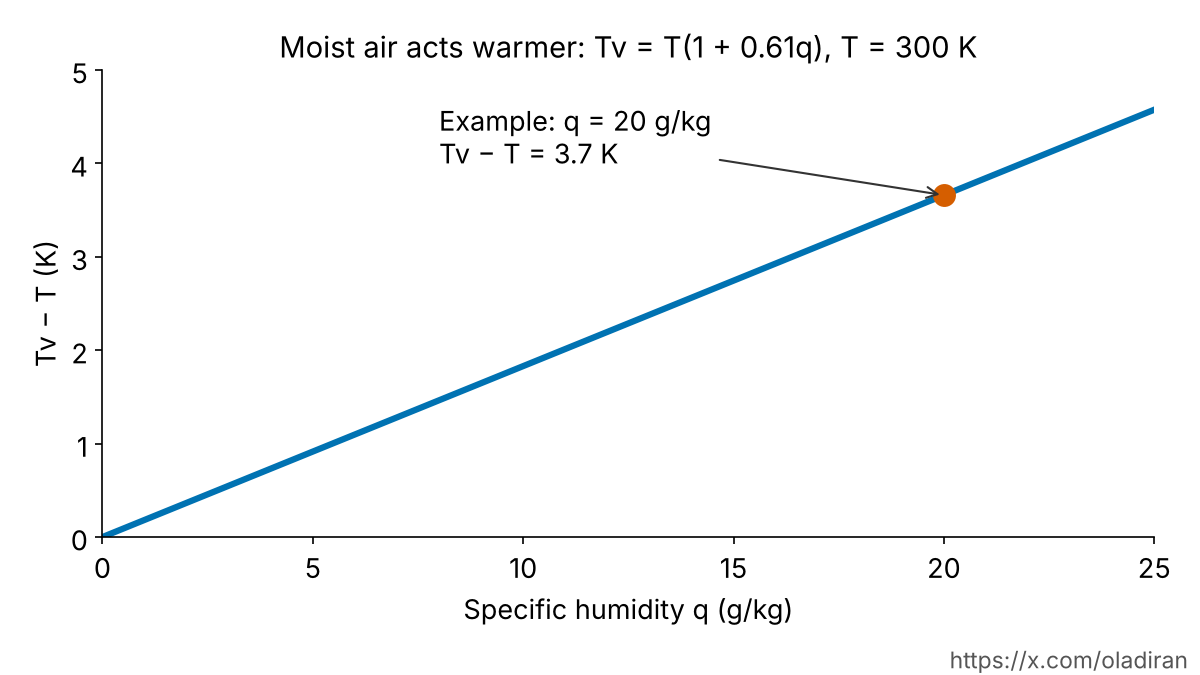 Moist air acts warmer: Tv = T(1 + 0.61q), T = 300 K
Example: q = 20 g/kg
Tv − T = 3.7 K
Tv − T (K)
5
4
3
2
1
0
0 5 10 15 20 25
Specific humidity q (g/kg)
https://x.com/oladiran